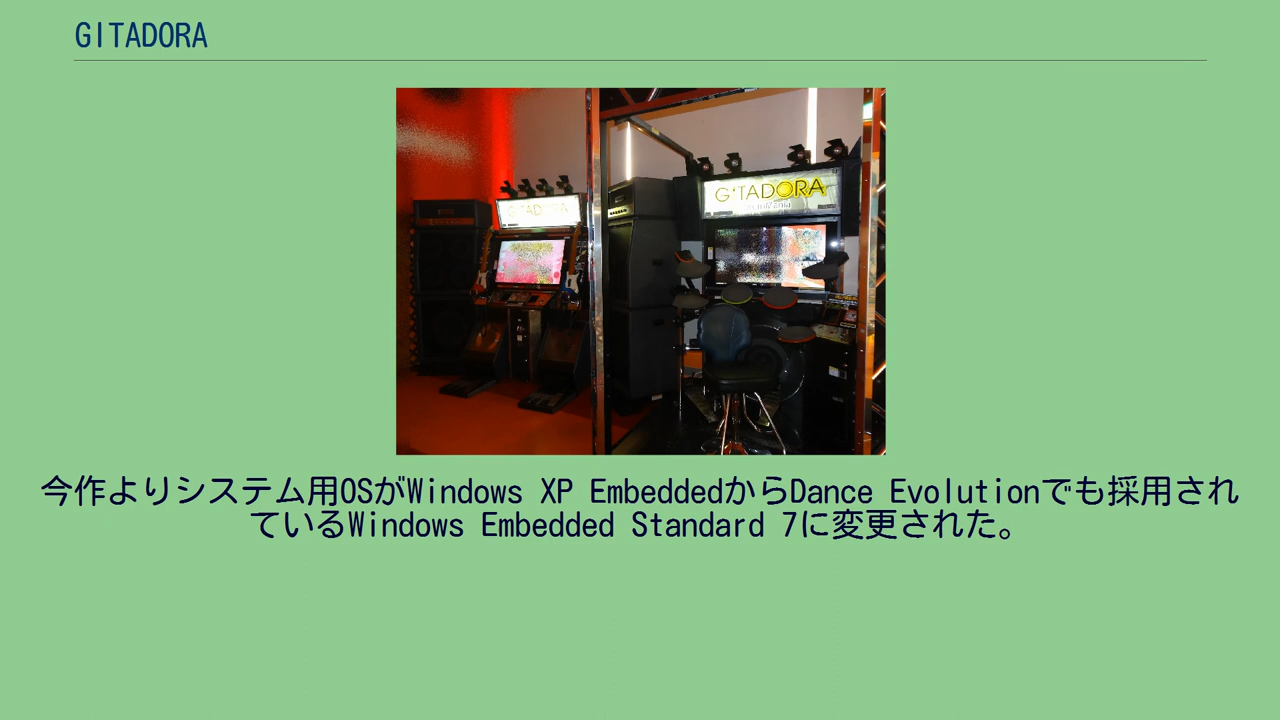 GITADORA
GITADORA
GITADORA
今作よりシステム用OSがWindows XP EmbeddedからDance Evolutionでも採用され
ているWindows Embedded Standard 7に変更された。